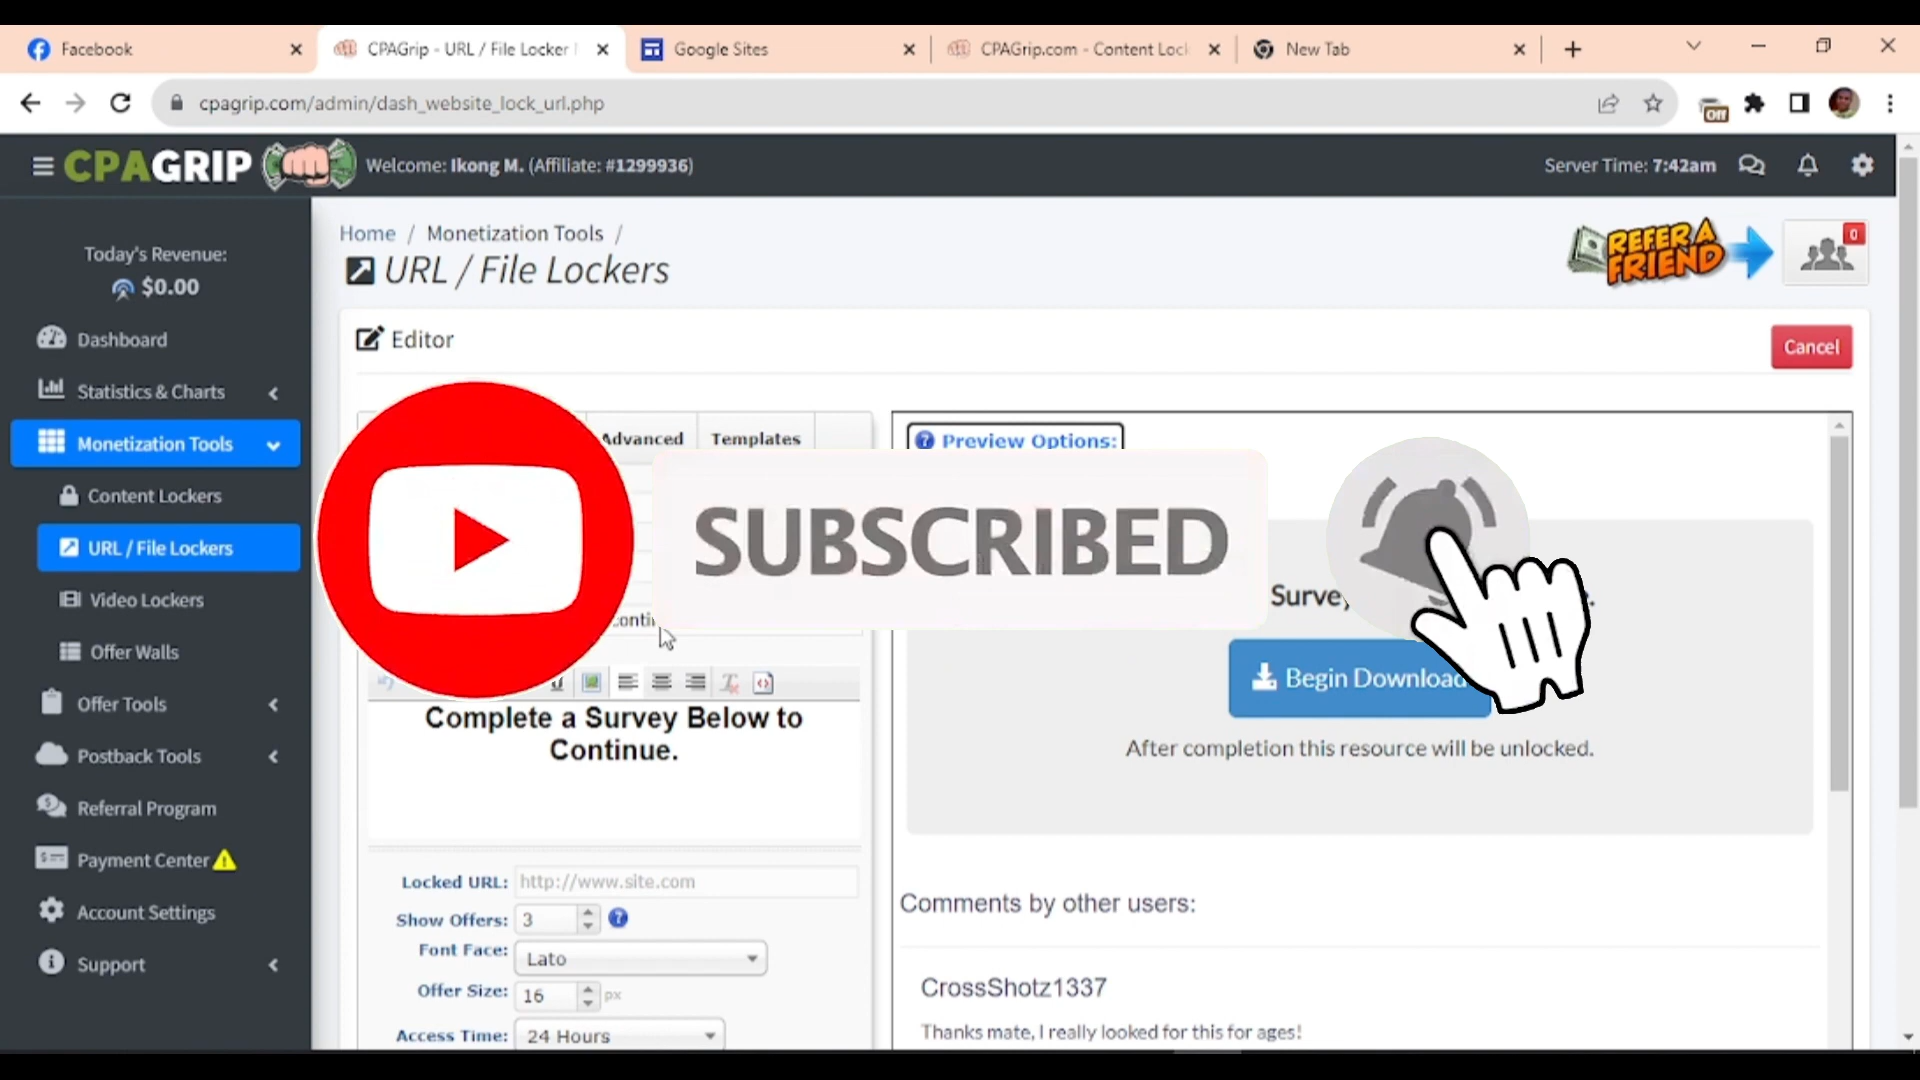 Facebook
CPAGrip - URL / File Locker
Google Sites
CPAGrip.com - Content Loc
New Tab
cpagrip.com/admin/dash_website_lock_url.php
Off
CPAGRIP
Welcome: Ikong M. (Affiliate: #1299936)
Server Time: 7:42am
Today's Revenue:
$0.00
Dashboard
Statistics & Charts
Monetization Tools
Content Lockers
URL / File Lockers
Video Lockers
Offer Walls
Offer Tools
Postback Tools
Referral Program
Payment Center
Account Settings
Support
Home / Monetization Tools /
URL / File Lockers
REFER A
FRIEND
0
Editor
Cancel
Advanced
Templates
Preview Options:
SUBSCRIBED
Survey
Begin Download
After completion this resource will be unlocked.
Complete a Survey Below to
Continue.
Locked URL: http://www.site.com
Show Offers: 3
Font Face: Lato
Offer Size: 16 px
Access Time: 24 Hours
Comments by other users:
CrossShotz1337
Thanks mate, I really looked for this for ages!